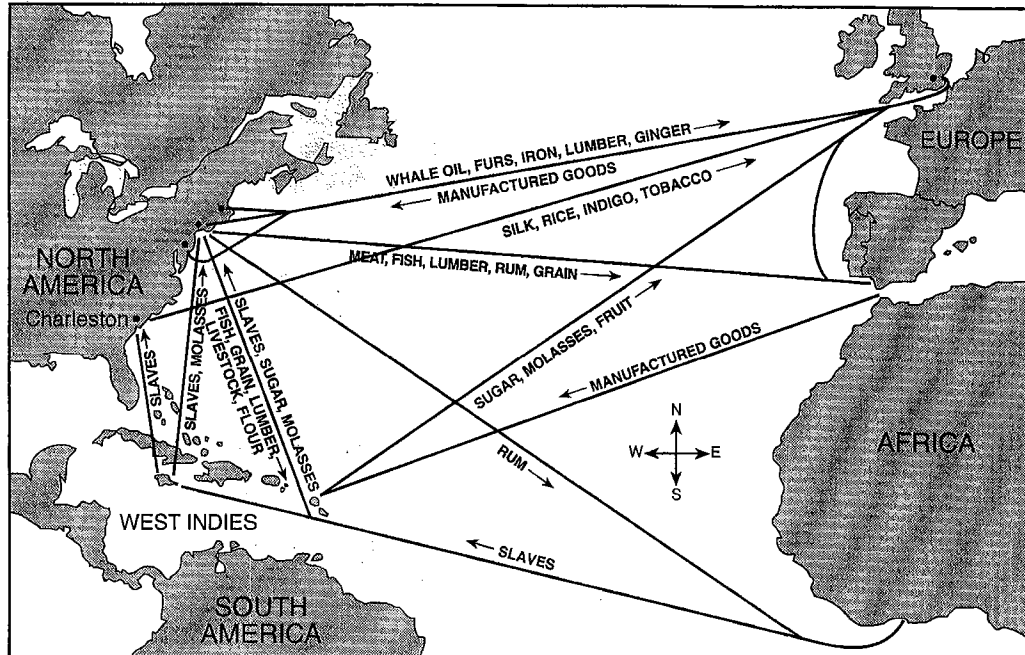 EUROPE
WHALE OIL, FURS, IRON, LUMBER, GINGER →
← MANUFACTURED GOODS
SILK, RICE, INDIGO, TOBACCO →
NORTH
AMERICA
MEAT, FISH, LUMBER, RUM, GRAIN →
Charleston
SLAVES →
SLAVES, MOLASSES →
← SLAVES, SUGAR, MOLASSES
FISH, GRAIN, LUMBER, →
LIVESTOCK, FLOUR
SUGAR, MOLASSES, FRUIT →
← MANUFACTURED GOODS
N
W
E
S
AFRICA
RUM →
WEST INDIES
← SLAVES
SOUTH
AMERICA